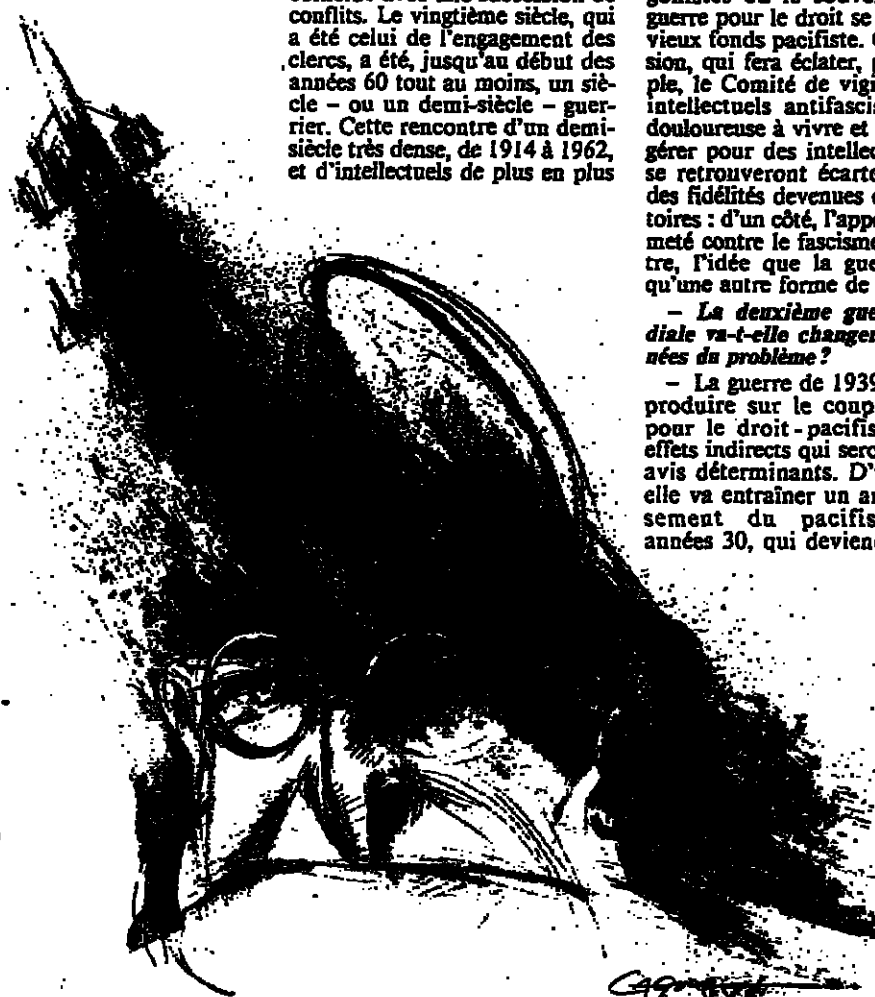 conflits. Le vingtième siècle, qui
a été celui de l'engagement des
clercs, a été, jusqu'au début des
années 60 tout au moins, un siè-
cle – ou un demi-siècle – guer-
rier. Cette rencontre d'un demi-
siècle très dense, de 1914 à 1962,
et d'intellectuels de plus en plus
guerre pour le droit se
vieux fonds pacifiste.
sion, qui fera éclater, p
ple, le Comité de vigi
intellectuels antifascis
douloureuse à vivre et
gérer pour des intellec
se retrouveront écarte
des fidélités devenues
toires : d'un côté, l'appe
meté contre le fascisme
tre, l'idée que la gue
qu'une autre forme de
– La deuxième gue
diale va-t-elle changer
nées du problème ?
– La guerre de 1939
produire sur le coup
pour le droit - pacifis
effets indirects qui sero
avis déterminants. D'
elle va entraîner un a
sement du pacifis
années 30, qui devien